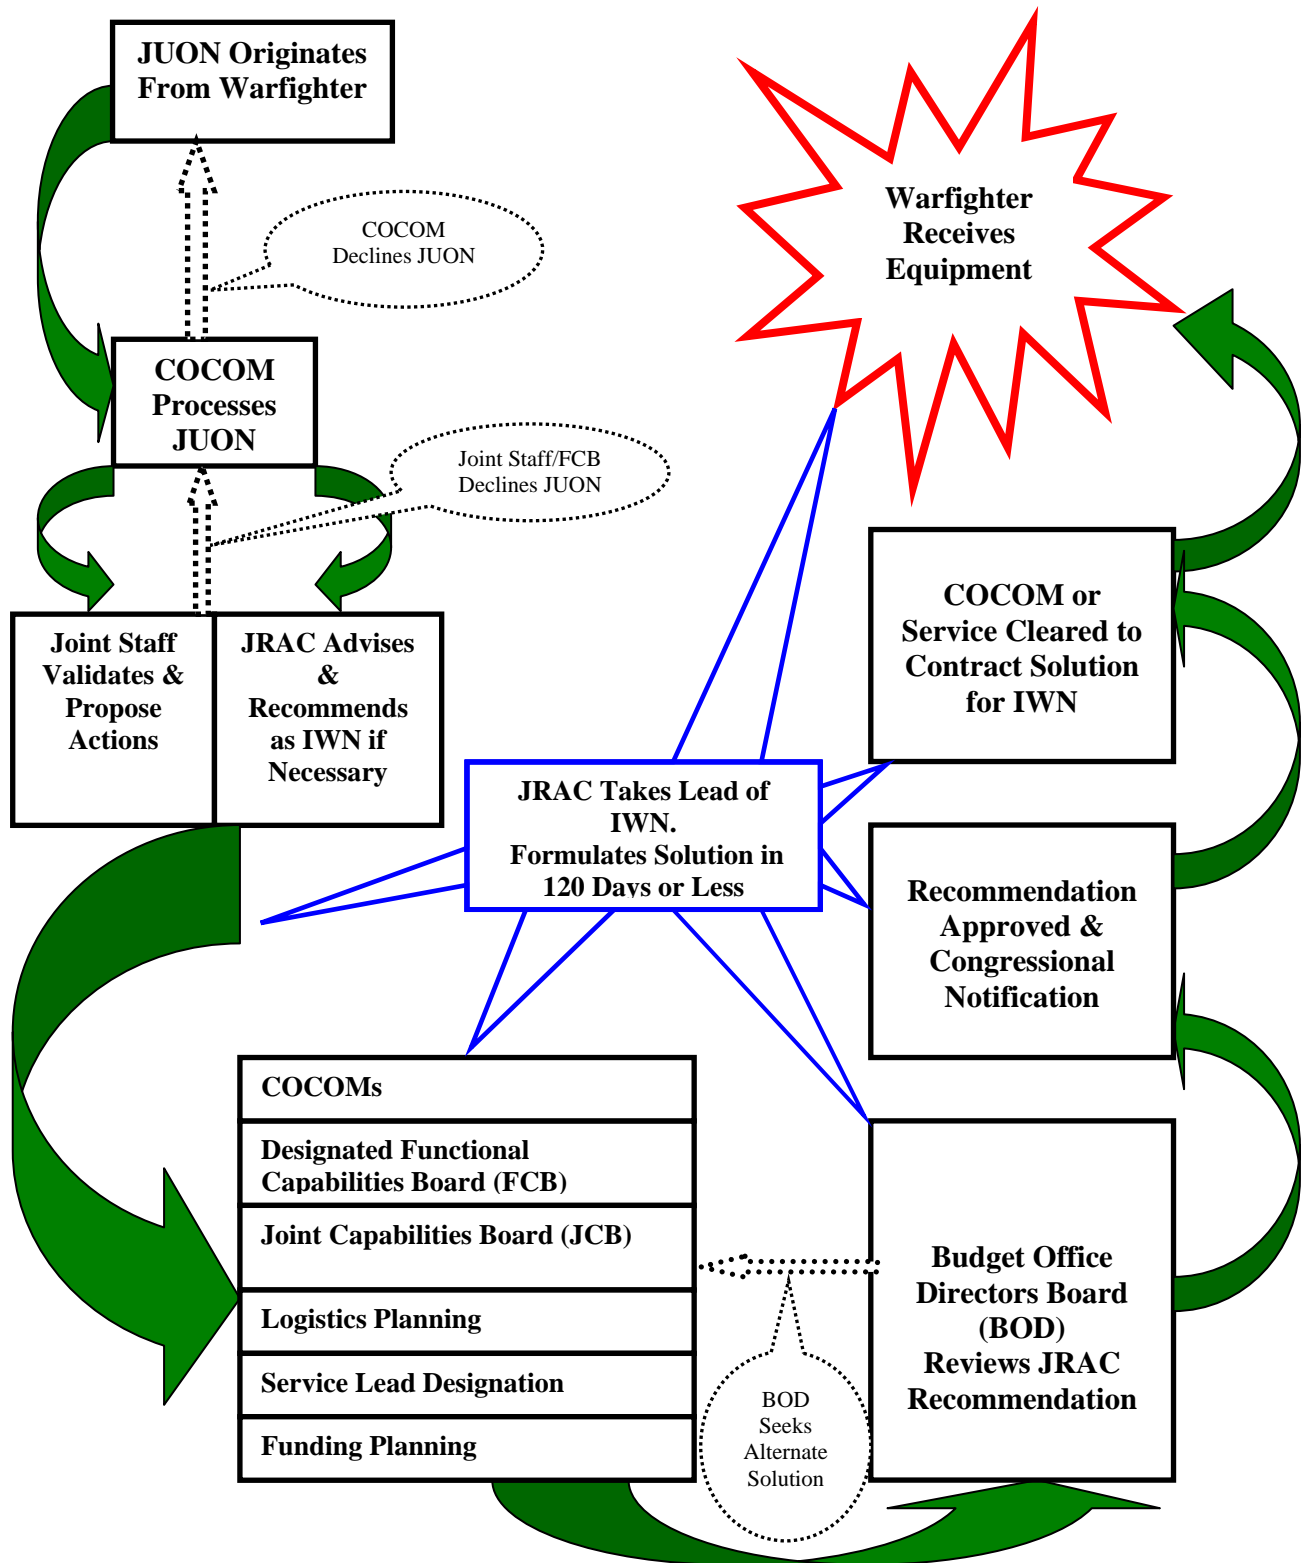 JUON Originates
From Warfighter
COCOM
Declines JUON
Warfighter
Receives
Equipment
COCOM
Processes
JUON
Joint Staff/FCB
Declines JUON
Joint Staff
Validates &
Propose
Actions
JRAC Advises
&
Recommends
as IWN if
Necessary
COCOM or
Service Cleared to
Contract Solution
for IWN
JRAC Takes Lead of
IWN.
Formulates Solution in
120 Days or Less
Recommendation
Approved &
Congressional
Notification
COCOMs
Designated Functional
Capabilities Board (FCB)
Joint Capabilities Board (JCB)
Logistics Planning
Service Lead Designation
Funding Planning
BOD
Seeks
Alternate
Solution
Budget Office
Directors Board
(BOD)
Reviews JRAC
Recommendation